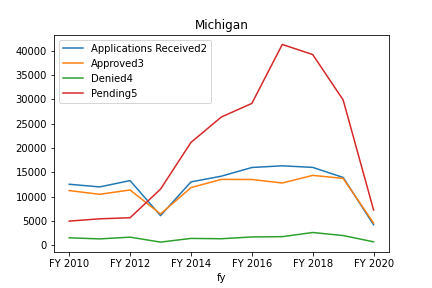 Michigan
Applications Received2
Approved3
Denied4
Pending5
40000
35000
30000
25000
20000
15000
10000
5000
0
FY 2010 FY 2012 FY 2014 FY 2016 FY 2018 FY 2020
fy